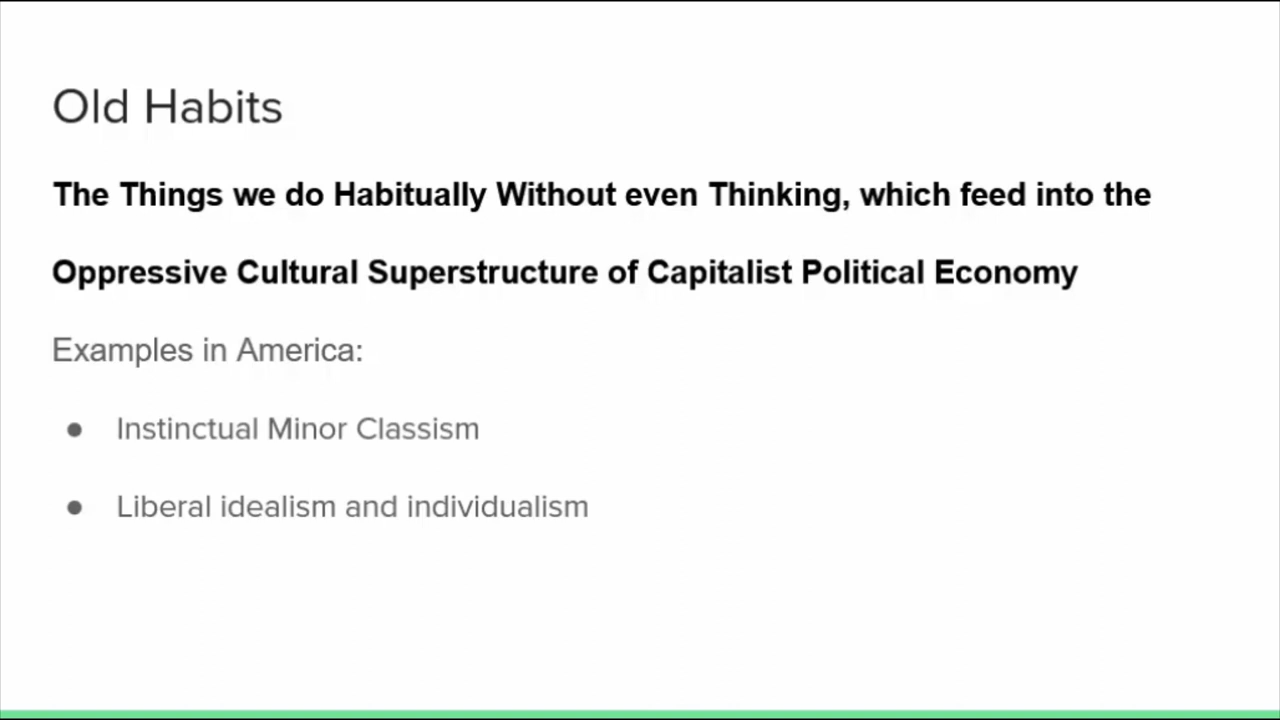 Old Habits
The Things we do Habitually Without even Thinking, which feed into the
Oppressive Cultural Superstructure of Capitalist Political Economy
Examples in America:
● Instinctual Minor Classism
● Liberal idealism and individualism